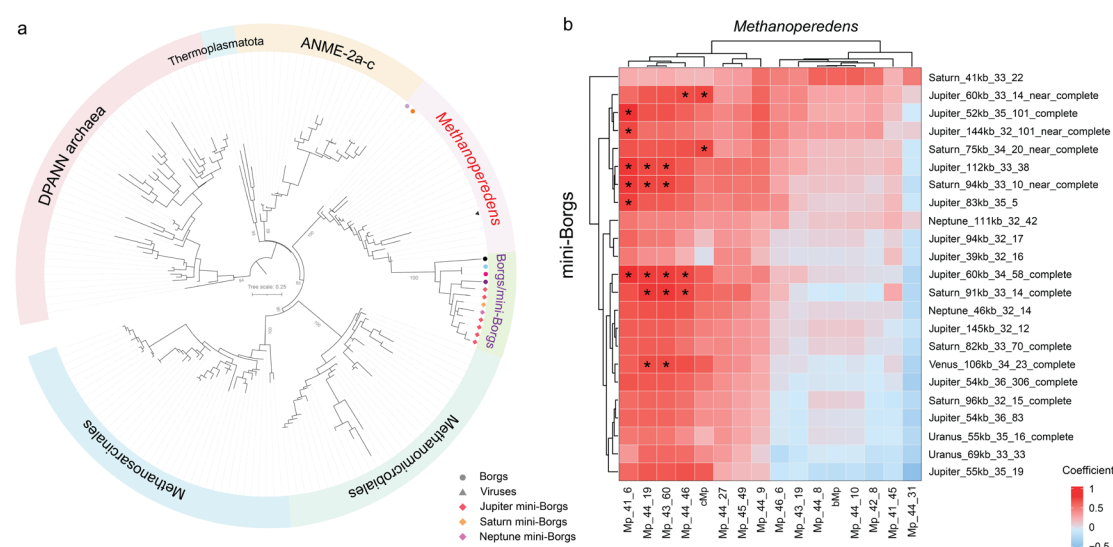 a
Thermoplasmatota
ANME-2a-c
DPANN archaea
Methanoperedens
Borgs/mini-Borgs
Methanosarcinales
Methanomicrobiales
Tree scale: 0.25
100
100
Borgs
Viruses
Jupiter mini-Borgs
Saturn mini-Borgs
Neptune mini-Borgs
b
Methanoperedens
mini-Borgs
Saturn_41kb_33_22
Jupiter_60kb_33_14_near_complete
Jupiter_52kb_35_101_complete
Jupiter_144kb_32_101_near_complete
Saturn_75kb_34_20_near_complete
Jupiter_112kb_33_38
Saturn_94kb_33_10_near_complete
Jupiter_83kb_35_5
Neptune_111kb_32_42
Jupiter_94kb_32_17
Jupiter_39kb_32_16
Jupiter_60kb_34_58_complete
Saturn_91kb_33_14_complete
Neptune_46kb_32_14
Jupiter_145kb_32_12
Saturn_82kb_33_70_complete
Venus_106kb_34_23_complete
Jupiter_54kb_36_306_complete
Saturn_96kb_32_15_complete
Jupiter_54kb_36_83
Uranus_55kb_35_16_complete
Uranus_69kb_33_33
Jupiter_55kb_35_19
Mp_41_6
Mp_44_19
Mp_43_60
Mp_44_46
cMp
Mp_44_27
Mp_45_49
Mp_44_9
Mp_46_6
Mp_43_19
Mp_44_8
bMp
Mp_44_10
Mp_42_8
Mp_41_45
Mp_44_31
Coefficient
1
0.5
0
−0.5